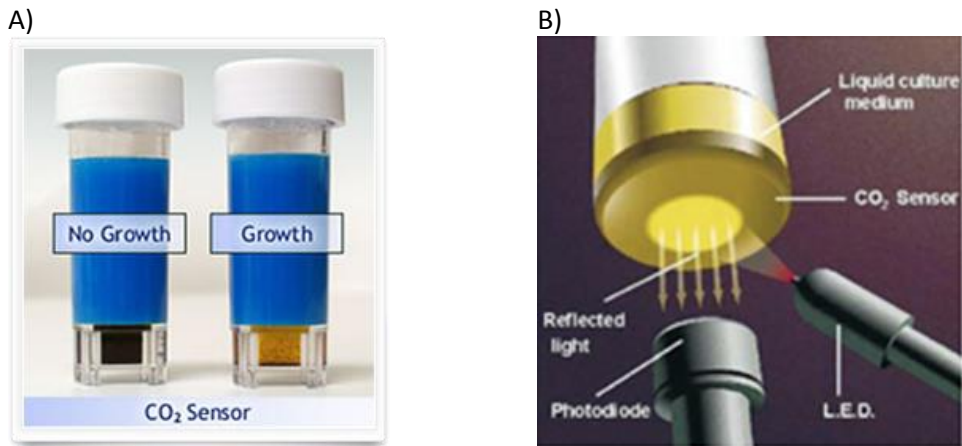 A)
No Growth
Growth
CO₂ Sensor
B)
Liquid culture
medium
CO₂ Sensor
Reflected
light
Photodiode
L.E.D.